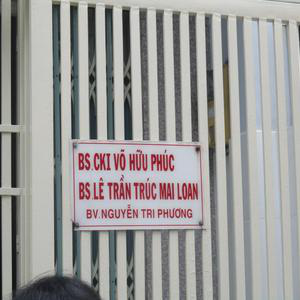 BS.CKI VÕ HỮU PHÚC
BS.LÊ TRẦN TRÚC MAI LOAN
BV.NGUYỄN TRI PHƯƠNG